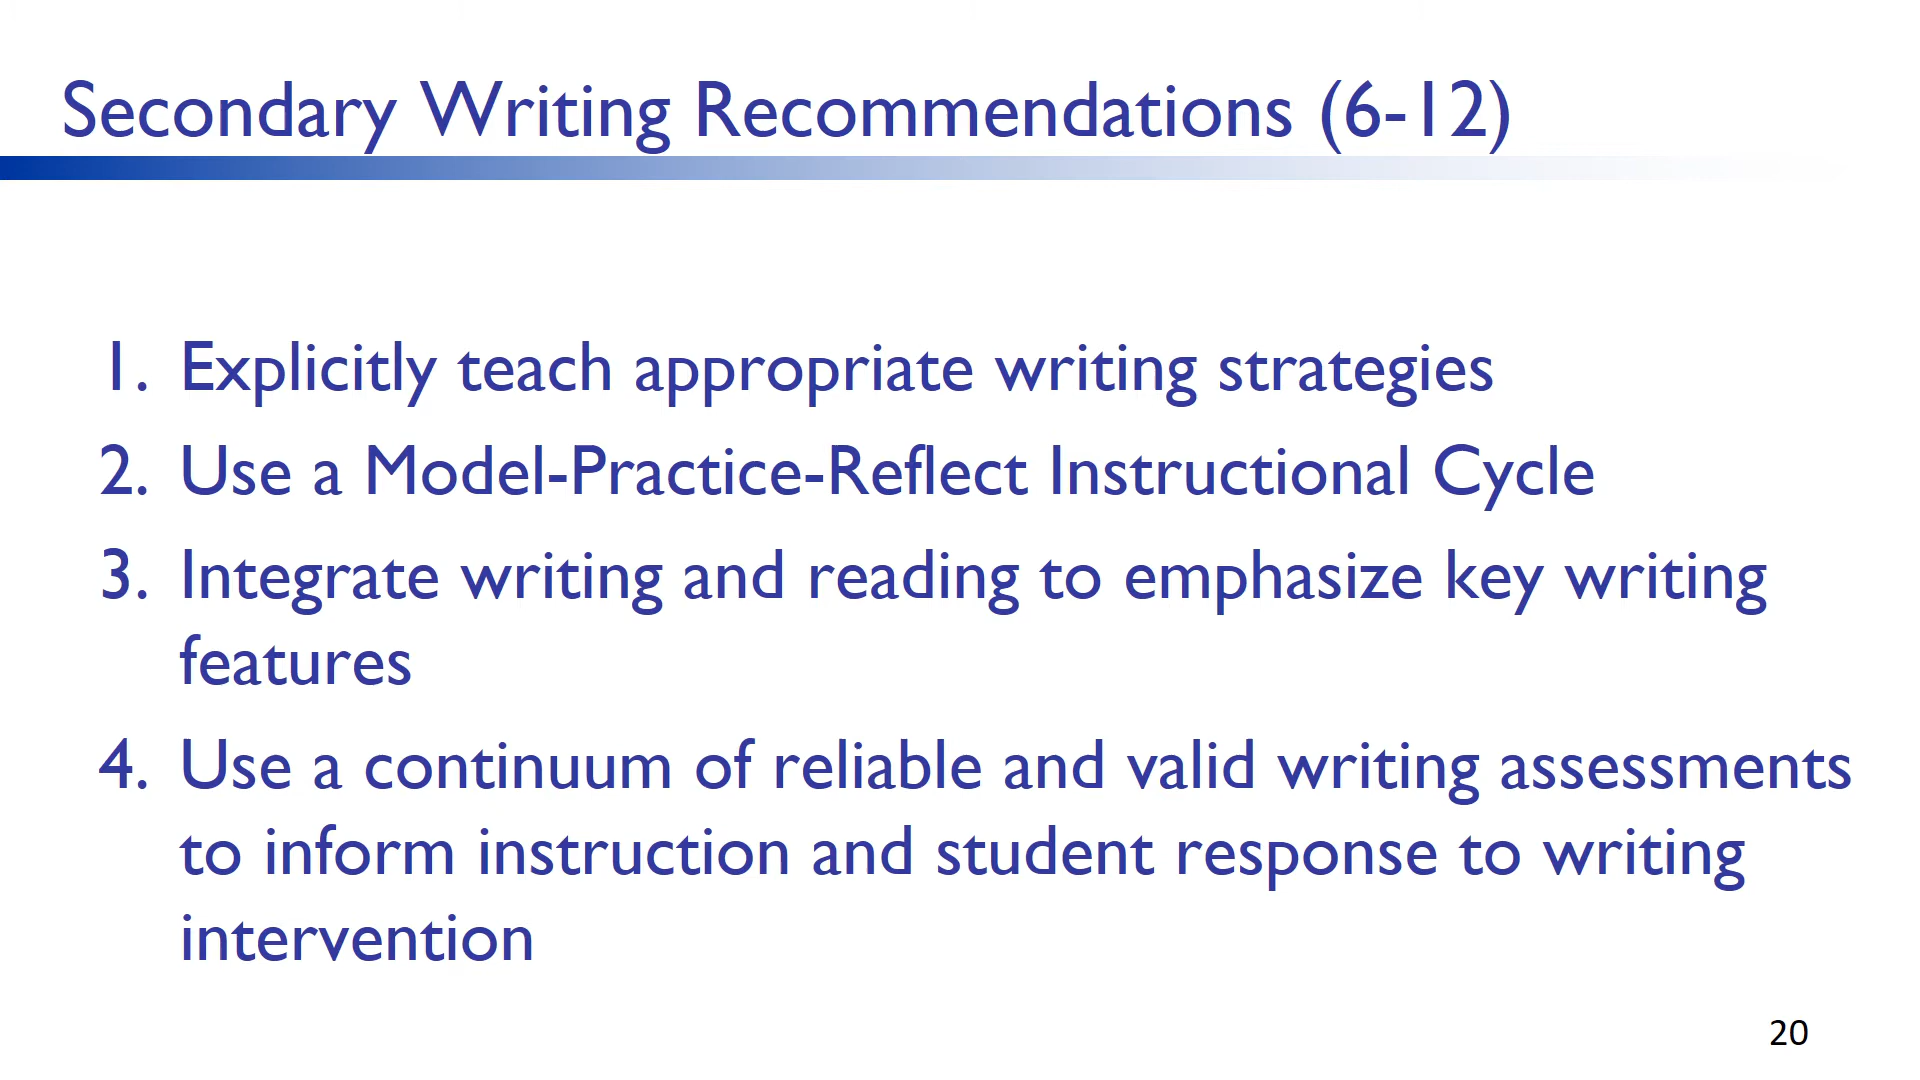 Secondary Writing Recommendations (6-12)
1. Explicitly teach appropriate writing strategies
2. Use a Model-Practice-Reflect Instructional Cycle
3. Integrate writing and reading to emphasize key writing
features
4. Use a continuum of reliable and valid writing assessments
to inform instruction and student response to writing
intervention
20